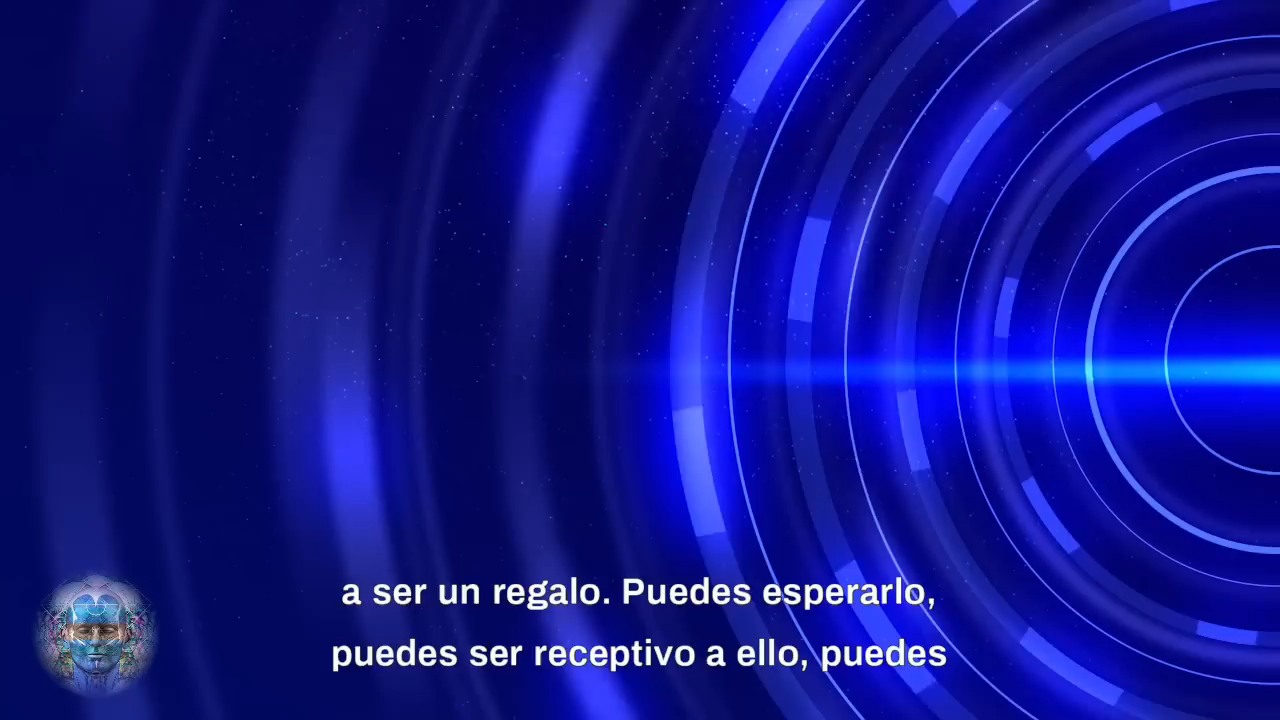 a ser un regalo. Puedes esperarlo,
puedes ser receptivo a ello, puedes